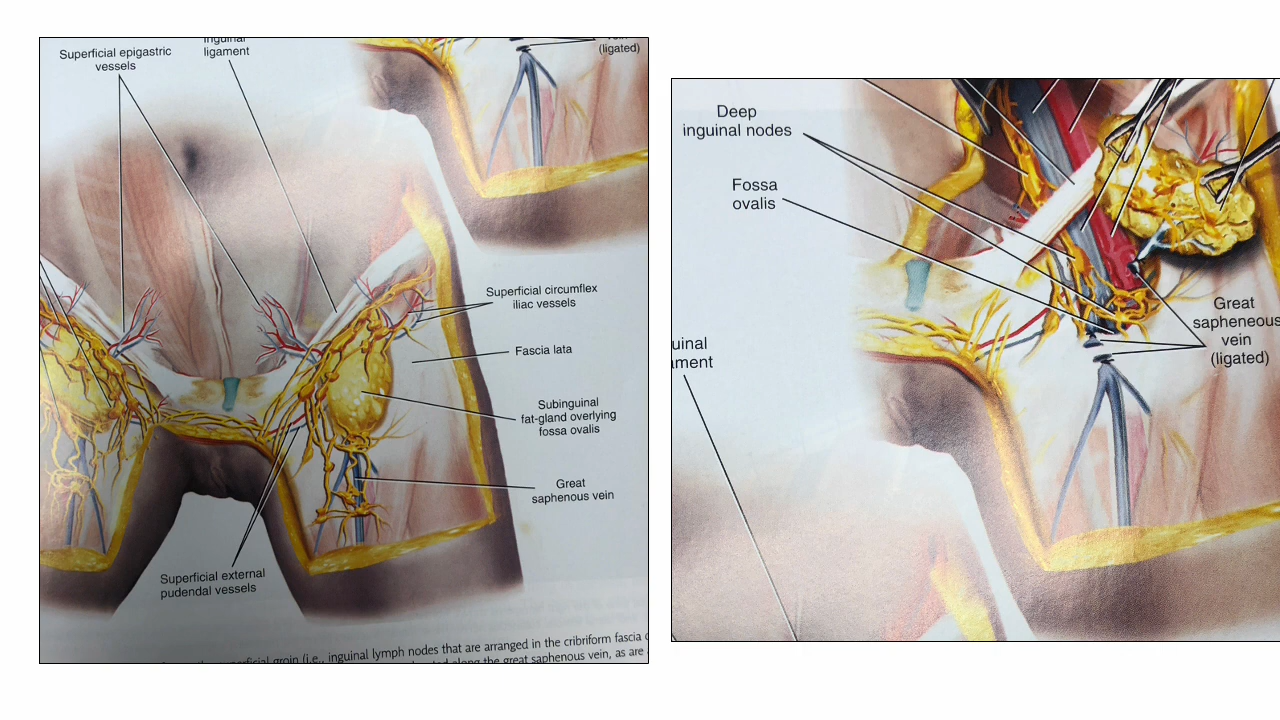 Superficial epigastric
vessels
inguinal
ligament
(ligated)
Superficial circumflex
iliac vessels
Fascia lata
Subinguinal
fat-gland overlying
fossa ovalis
Great
saphenous vein
Superficial external
pudendal vessels
superficial groin (i.e., inguinal lymph nodes that are arranged in the cribriform fascia
along the great saphenous vein, as are
Deep
inguinal nodes
Fossa
ovalis
uinal
ament
Great
sapheneous
vein
(ligated)